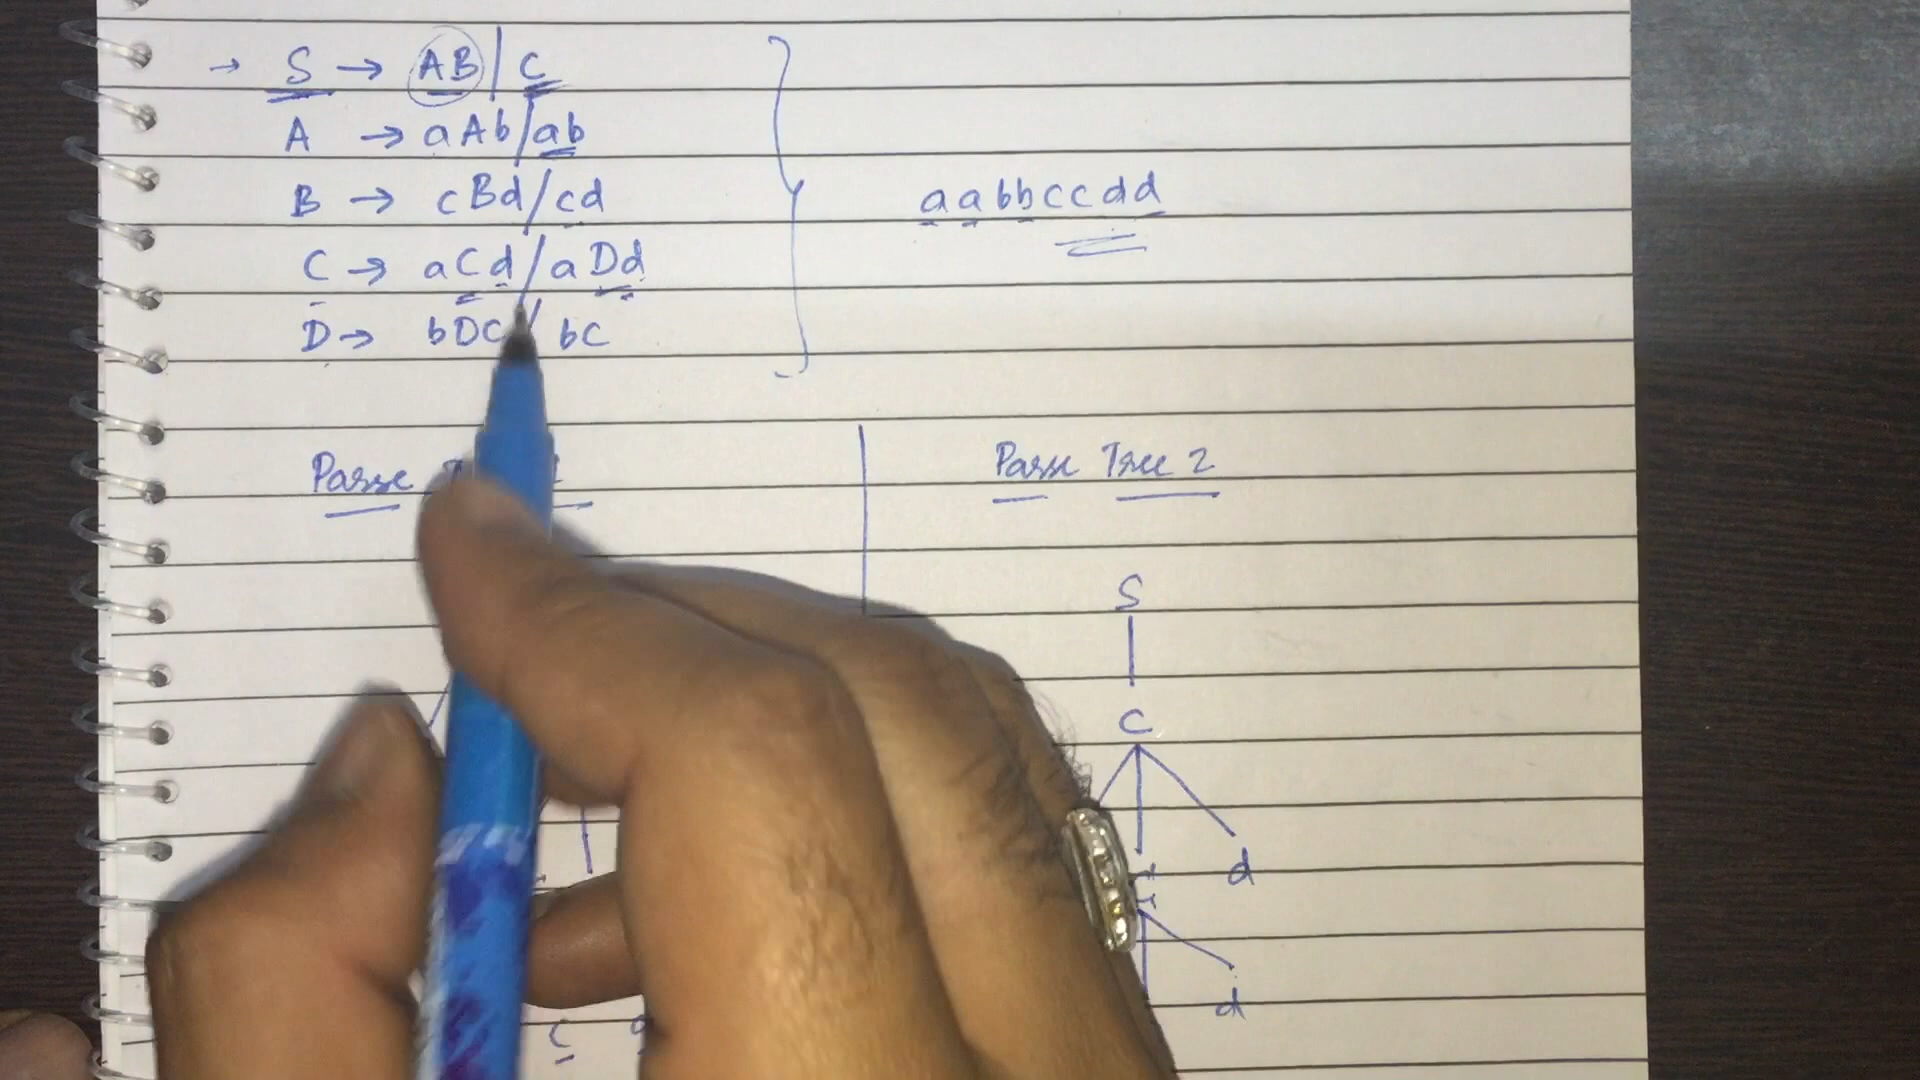 → S → AB | C
A → aAb / ab
B → cBd / cd
C → aCd / aDd
D → bDc / bc
aabbccdd
Parse
Parse Tree 2
S
C
d
d
c